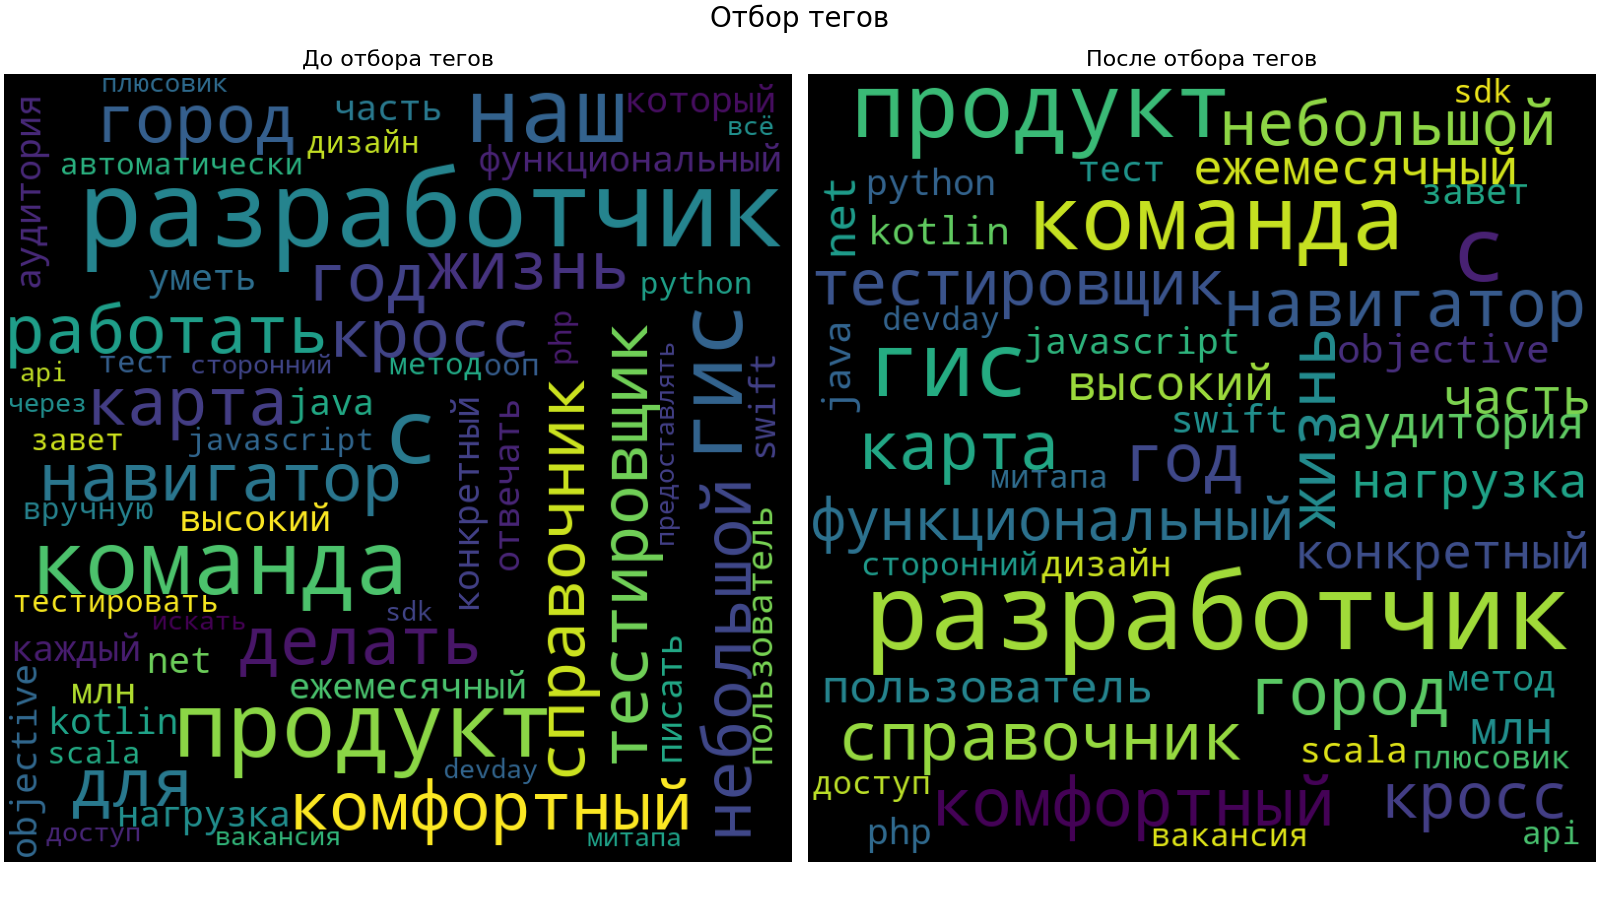 Отбор тегов
До отбора тегов
плюсовик
город
часть
наш
который
всё
дизайн
аудитория
автоматически
функциональный
разработчик
жизнь
уметь
год
python
работать
кросс
php
тест
сторонний
метод
ооп
api
через
карта
java
с
завет
javascript
навигатор
вручную
высокий
команда
конкретный
отвечать
справочник
тестировщик
предоставлять
гис
swift
небольшой
пользователь
тестировать
искать
sdk
каждый
net
делать
писать
objective
млн
ежемесячный
kotlin
продукт
scala
devday
для
нагрузка
комфортный
доступ
вакансия
митапа
После отбора тегов
продукт
sdk
небольшой
тест
ежемесячный
python
завет
net
kotlin
команда
с
тестировщик
навигатор
devday
java
javascript
objective
гис
высокий
жизнь
часть
swift
аудитория
карта
год
митапа
нагрузка
функциональный
конкретный
сторонний
дизайн
разработчик
пользователь
город
метод
справочник
млн
scala
плюсовик
доступ
комфортный
кросс
php
вакансия
api